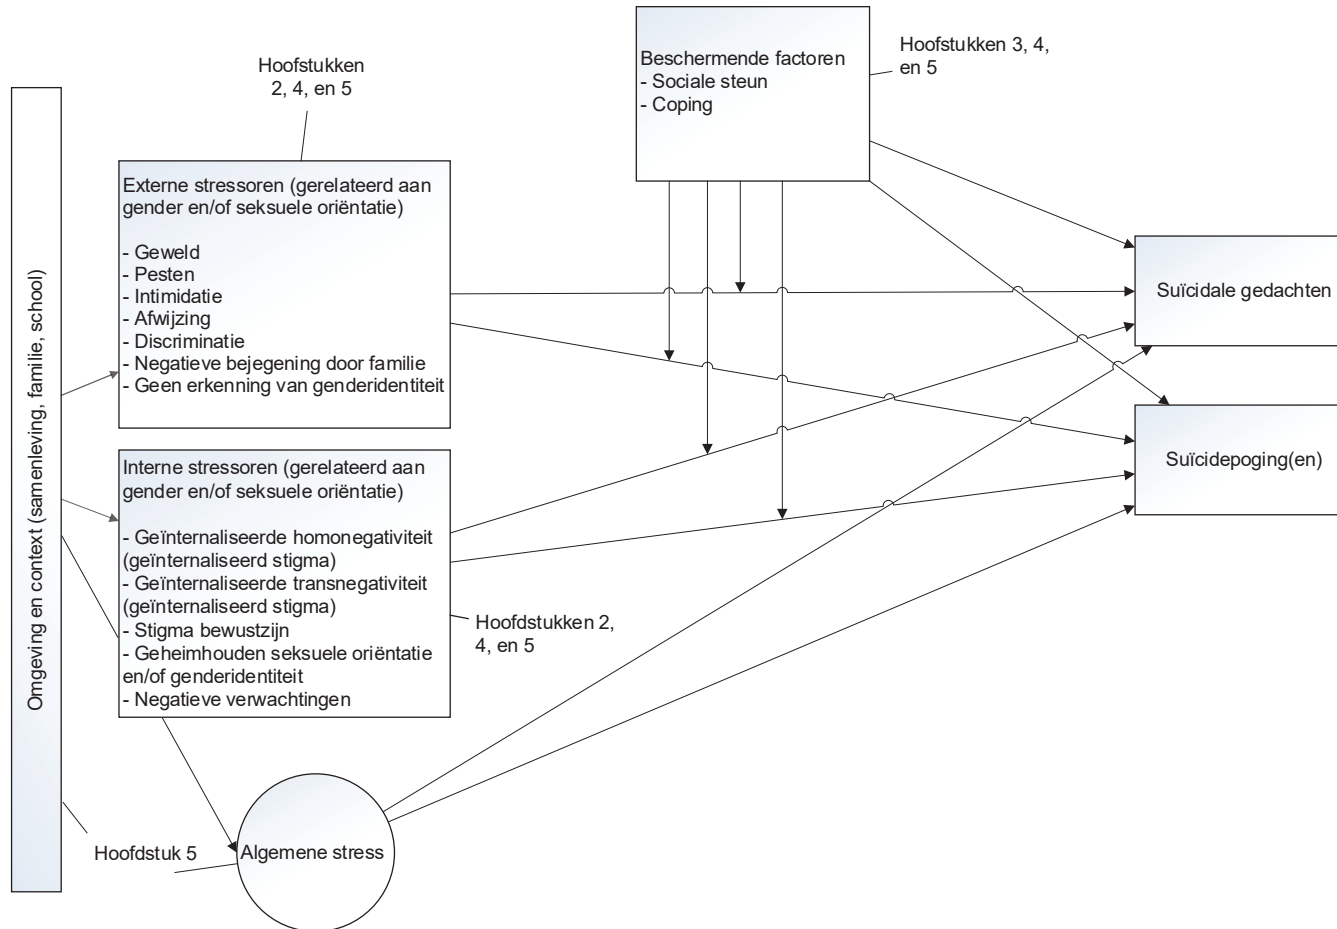 Omgeving en context (samenleving, familie, school)
Hoofstukken
2, 4, en 5
Externe stressoren (gerelateerd aan
gender en/of seksuele oriëntatie)
- Geweld
- Pesten
- Intimidatie
- Afwijzing
- Discriminatie
- Negatieve bejegening door familie
- Geen erkenning van genderidentiteit
Interne stressoren (gerelateerd aan
gender en/of seksuele oriëntatie)
- Geïnternaliseerde homonegativiteit
(geïnternaliseerd stigma)
- Geïnternaliseerde transnegativiteit
(geïnternaliseerd stigma)
- Stigma bewustzijn
- Geheimhouden seksuele oriëntatie
en/of genderidentiteit
- Negatieve verwachtingen
Hoofdstukken 2,
4, en 5
Hoofdstuk 5
Algemene stress
Beschermende factoren
- Sociale steun
- Coping
Hoofstukken 3, 4,
en 5
Suïcidale gedachten
Suïcidepoging(en)